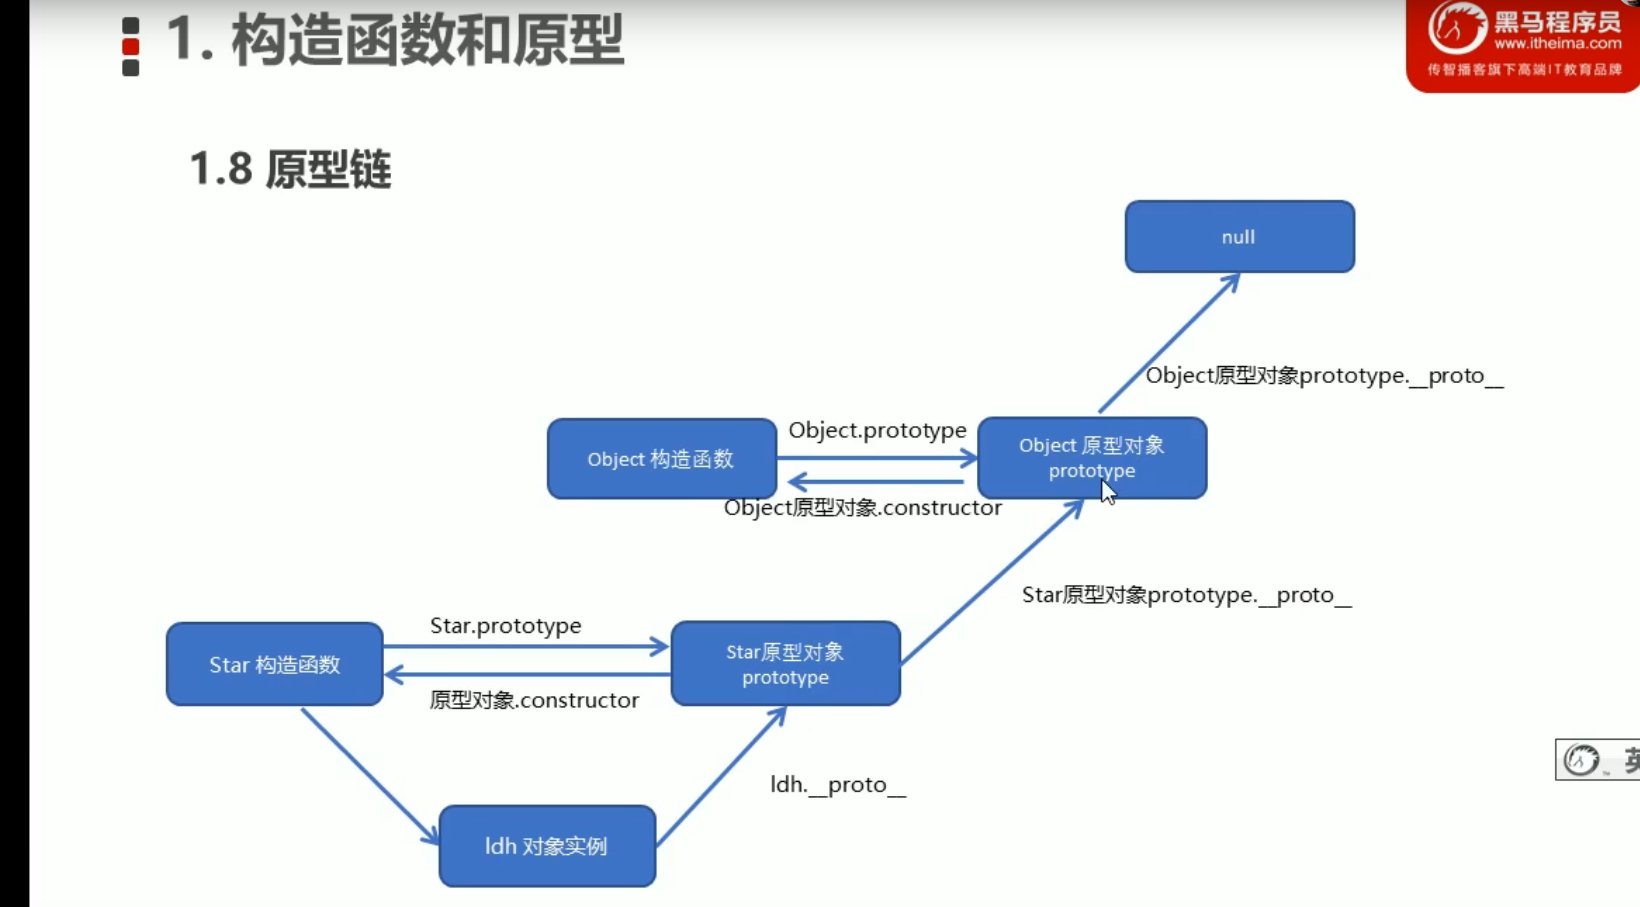 1. 构造函数和原型
黑马程序员
www.itheima.com
传智播客旗下高端IT教育品牌
1.8 原型链
null
Object原型对象prototype.__proto__
Object 构造函数
Object.prototype
Object 原型对象
prototype
Object原型对象.constructor
Star原型对象prototype.__proto__
Star 构造函数
Star.prototype
Star原型对象
prototype
原型对象.constructor
ldh.__proto__
ldh 对象实例
英